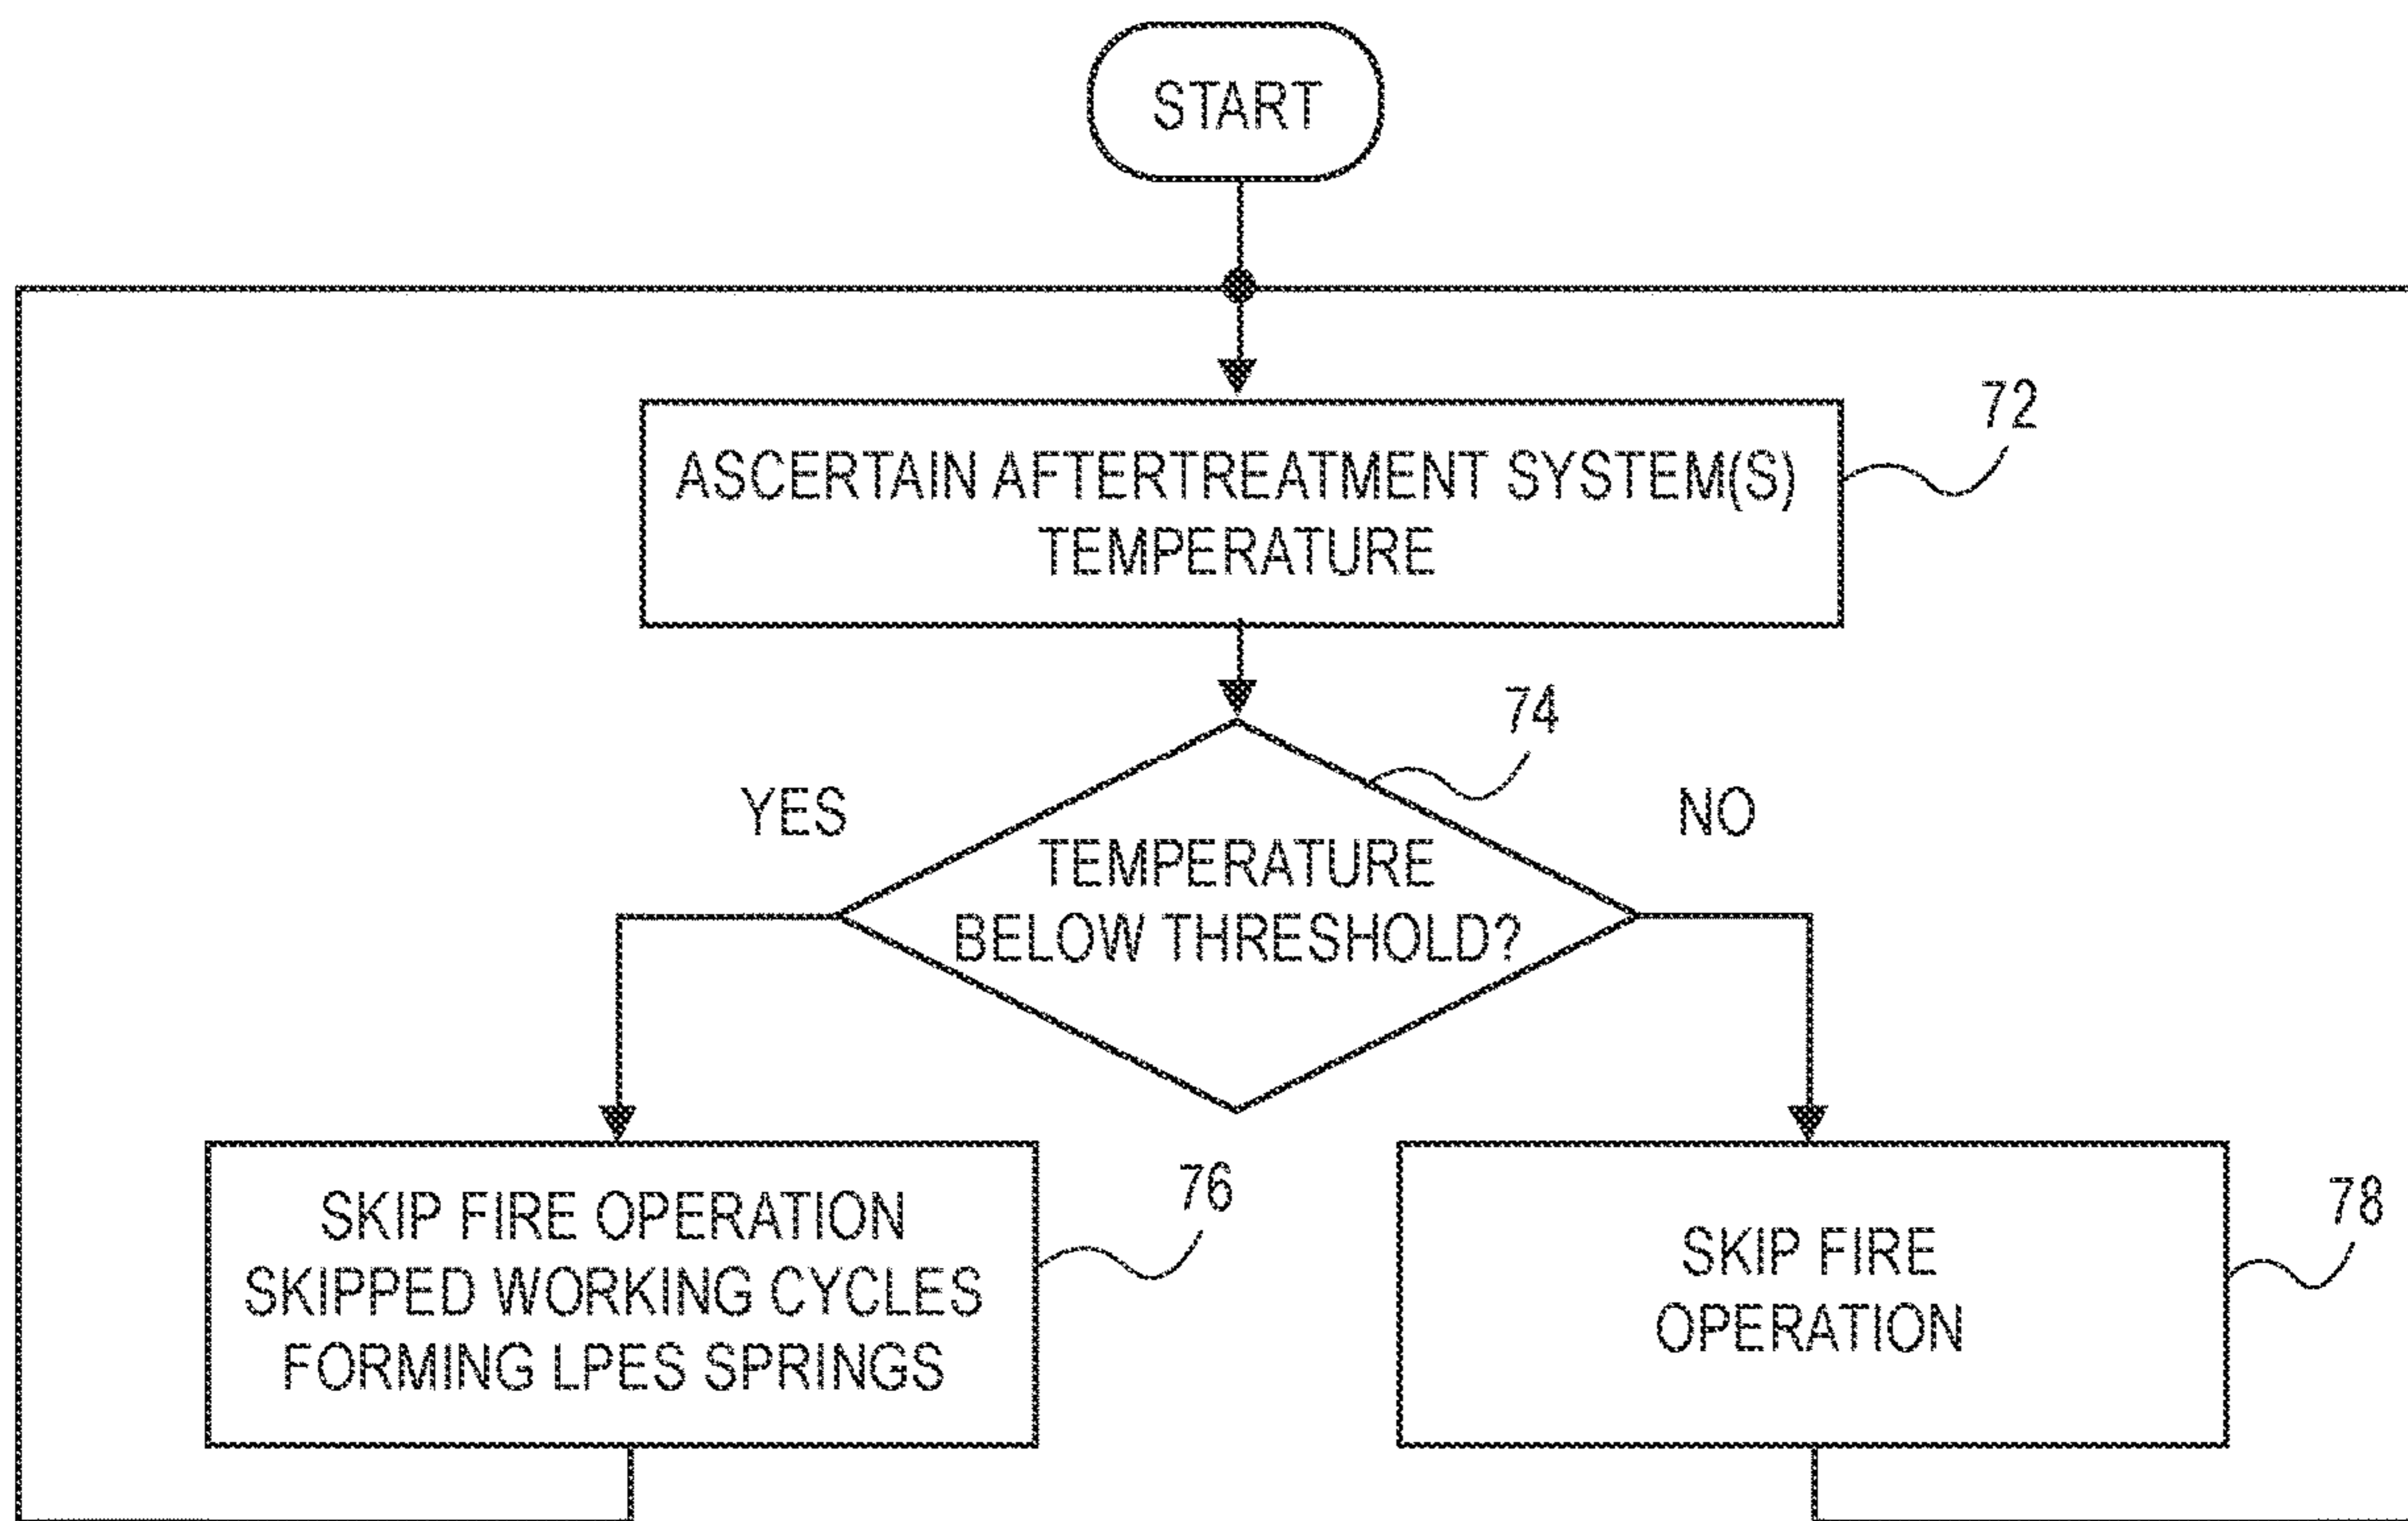 START
72
ASCERTAIN AFTERTREATMENT SYSTEM(S)
TEMPERATURE
74
YES
NO
TEMPERATURE
BELOW THRESHOLD?
76
SKIP FIRE OPERATION
SKIPPED WORKING CYCLES
FORMING LPES SPRINGS
78
SKIP FIRE
OPERATION